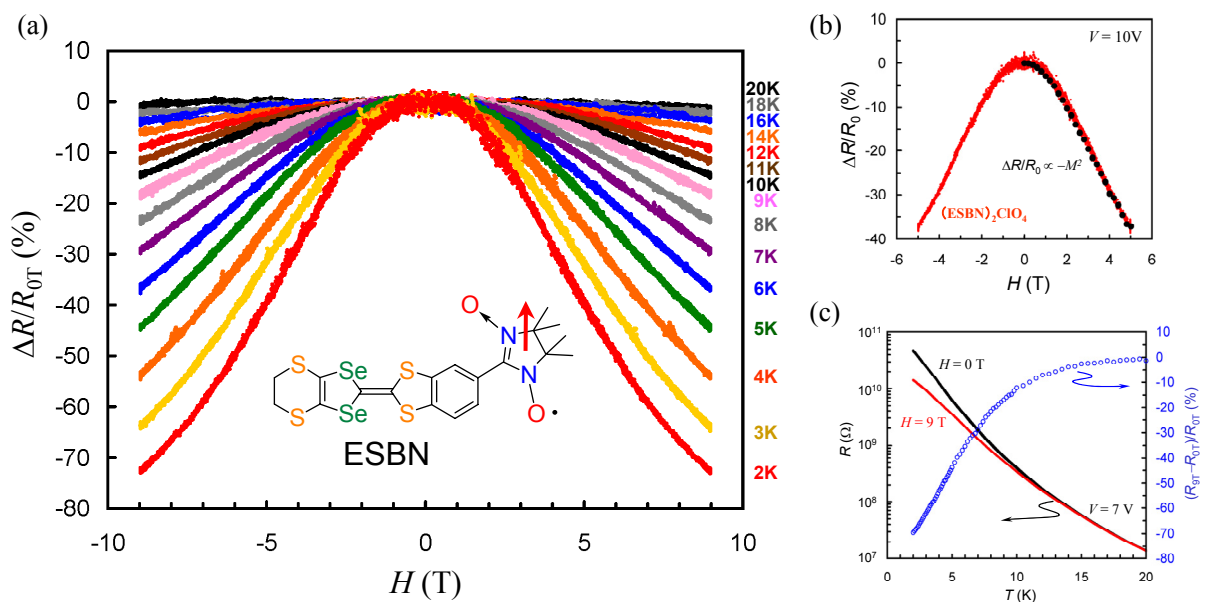 (a)
10
0
-10
-20
-30
-40
-50
-60
-70
-80
-10
-5
0
5
10
ΔR/R0T (%)
H (T)
20K
18K
16K
14K
12K
11K
10K
9K
8K
7K
6K
5K
4K
3K
2K
S
S
Se
Se
S
S
O
N
N
O·
ESBN
(b)
V = 10V
10
0
-10
-20
-30
-40
-6
-4
-2
0
2
4
6
ΔR/R0 (%)
H (T)
ΔR/R0 ∝ –M²
(ESBN)2ClO4
(c)
10¹¹
10¹⁰
10⁹
10⁸
10⁷
R (Ω)
H = 0 T
H = 9 T
V = 7 V
0
5
10
15
20
T (K)
10
0
-10
-20
-30
-40
-50
-60
-70
-80
(R9T–R0T)/R0T (%)